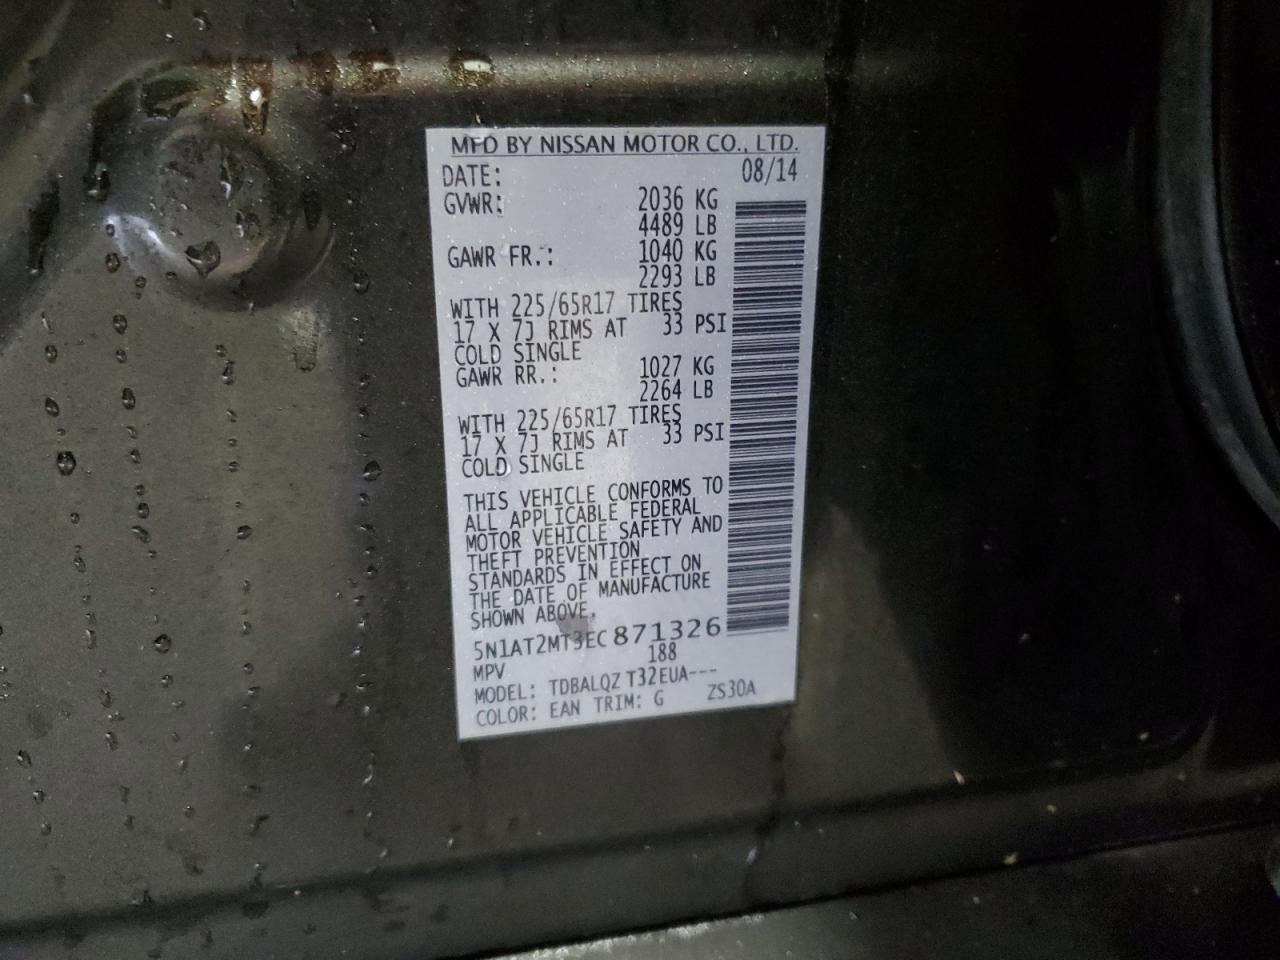 MFD BY NISSAN MOTOR CO., LTD.
DATE: 08/14
GVWR: 2036 KG
4489 LB
GAWR FR.: 1040 KG
2293 LB
WITH 225/65R17 TIRES
17 X 7J RIMS AT 33 PSI
COLD SINGLE
GAWR RR.: 1027 KG
2264 LB
WITH 225/65R17 TIRES
17 X 7J RIMS AT 33 PSI
COLD SINGLE
THIS VEHICLE CONFORMS TO
ALL APPLICABLE FEDERAL
MOTOR VEHICLE SAFETY AND
THEFT PREVENTION
STANDARDS IN EFFECT ON
THE DATE OF MANUFACTURE
SHOWN ABOVE.
5N1AT2MT3EC871326
MPV 188
MODEL: TDBALQZ T32EUA---
COLOR: EAN TRIM: G ZS30A